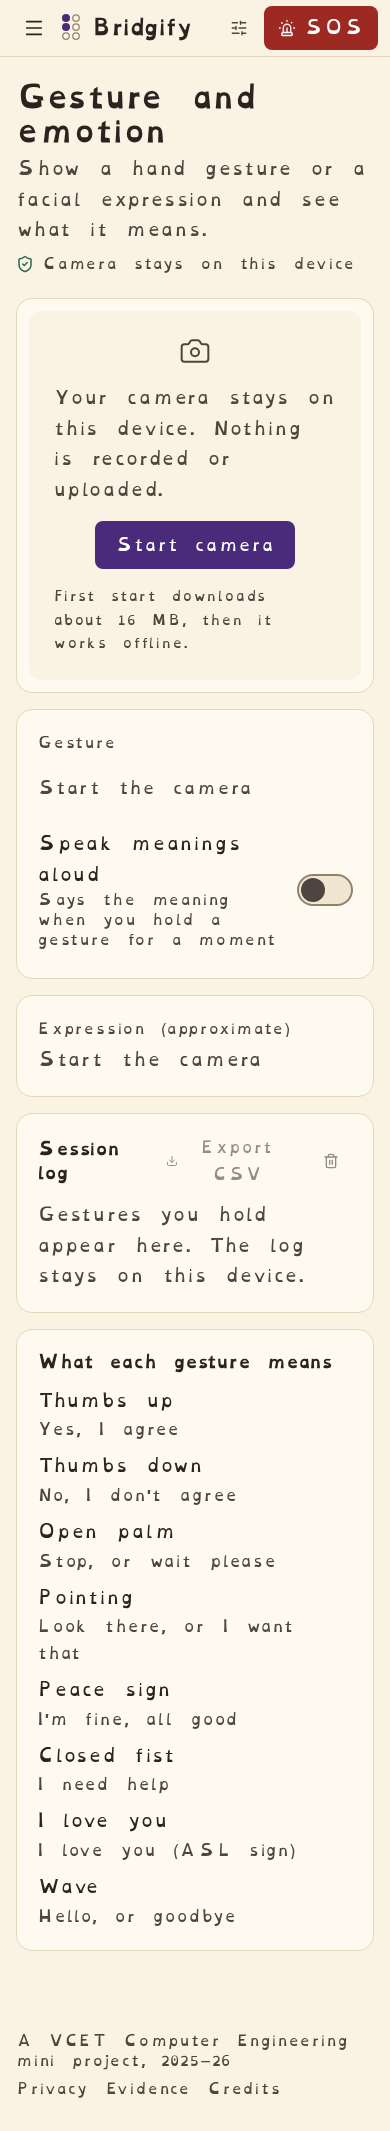 Bridgify
SOS
Gesture and
emotion
Show a hand gesture or a
facial expression and see
what it means.
Camera stays on this device
Your camera stays on
this device. Nothing
is recorded or
uploaded.
Start camera
First start downloads
about 16 MB, then it
works offline.
Gesture
Start the camera
Speak meanings
aloud
Says the meaning
when you hold a
gesture for a moment
Expression (approximate)
Start the camera
Session
log
Export
CSV
Gestures you hold
appear here. The log
stays on this device.
What each gesture means
Thumbs up
Yes, I agree
Thumbs down
No, I don't agree
Open palm
Stop, or wait please
Pointing
Look there, or I want
that
Peace sign
I'm fine, all good
Closed fist
I need help
I love you
I love you (ASL sign)
Wave
Hello, or goodbye
A VCET Computer Engineering
mini project, 2025–26
Privacy Evidence Credits